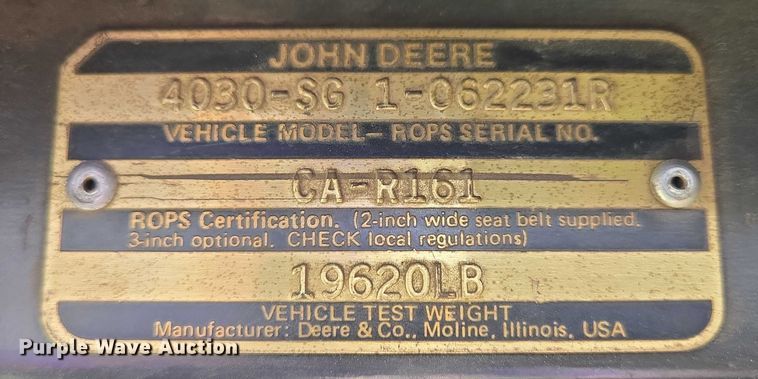 JOHN DEERE
4030-SG 1-062231R
VEHICLE MODEL — ROPS SERIAL NO.
CA-R161
ROPS Certification. (2-inch wide seat belt supplied.
3-inch optional. CHECK local regulations)
19620LB
VEHICLE TEST WEIGHT
Manufacturer: Deere & Co., Moline, Illinois, USA
Purple Wave Auction